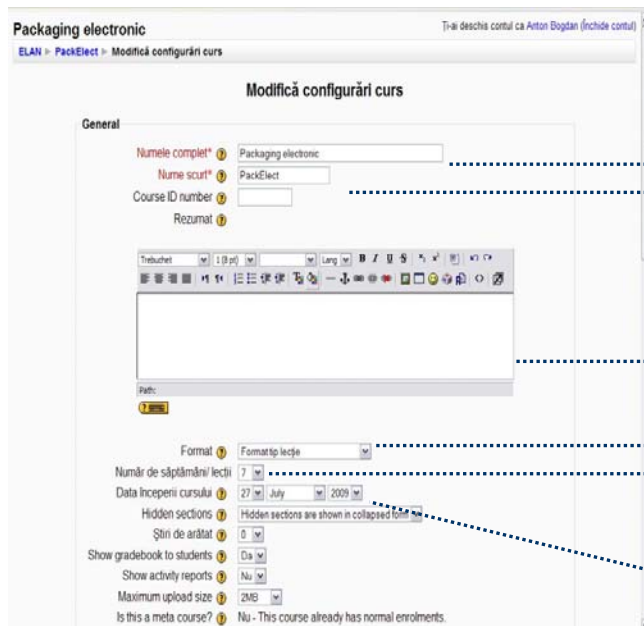 Packaging electronic
Ți-ai deschis contul ca Anton Bogdan (Închide contul)
ELAN ► PackElect ► Modifică configurări curs
Modifică configurări curs
General
Numele complet* Packaging electronic
Nume scurt* PackElect
Course ID number
Rezumat
Trebuchet 1 (8 pt) Lang B I U S
Path:
Format Format tip lecție
Număr de săptămâni/ lecții 7
Data începerii cursului 27 July 2009
Hidden sections Hidden sections are shown in collapsed form
Știri de arătat 0
Show gradebook to students Da
Show activity reports Nu
Maximum upload size 2MB
Is this a meta course? Nu - This course already has normal enrolments.